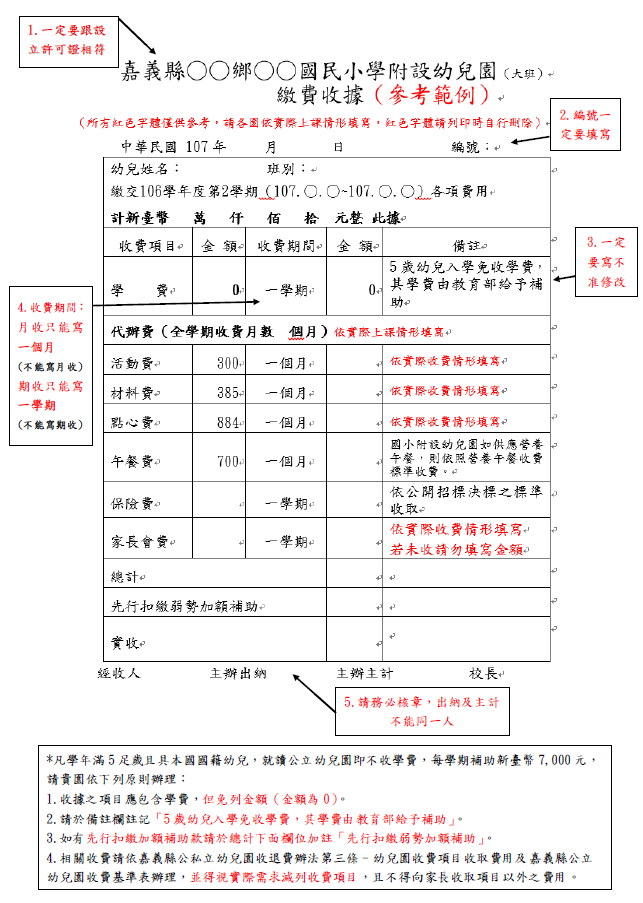 1.一定要跟設
立許可證相符
嘉義縣○○鄉○○國民小學附設幼兒園（大班）
繳費收據（參考範例）
（所有紅色字體僅供參考，請各園依實際上課情形填寫，紅色字體請列印時自行刪除）
2.編號一
定要填寫
中華民國 107 年 月 日 編號：
幼兒姓名： 班別：
繳交106學年度第2學期（107.○.○~107.○.○）各項費用
計新臺幣 萬 仟 佰 拾 元整 此據
收費項目 金 額 收費期間 金 額 備註
學 費 0 一學期 0 5歲幼兒入學免收學費，
其學費由教育部給予補
助
3.一定
要寫不
准修改
4.收費期間：
月收只能寫
一個月
(不能寫月收)
期收只能寫
一學期
(不能寫期收)
代辦費（全學期收費月數 個月）依實際上課情形填寫
活動費 300 一個月 依實際收費情形填寫
材料費 385 一個月 依實際收費情形填寫
點心費 884 一個月 依實際收費情形填寫
午餐費 700 一個月 國小附設幼兒園如供應營養
午餐，則依照營養午餐收費
標準收費。
保險費 一學期 依公開招標決標之標準
收取
家長會費 一學期 依實際收費情形填寫
若未收請勿填寫金額
總計
先行扣繳弱勢加額補助
實收
經收人 主辦出納 主辦主計 校長
5.請務必核章，出納及主計
不能同一人
*凡學年滿5足歲且具本國國籍幼兒，就讀公立幼兒園即不收學費，每學期補助新臺幣7,000元，
請貴園依下列原則辦理：
1.收據之項目應包含學費，但免列金額（金額為0）。
2.請於備註欄註記「5歲幼兒入學免收學費，其學費由教育部給予補助」。
3.如有先行扣繳加額補助款請於總計下面欄位加註「先行扣繳弱勢加額補助」。
4.相關收費請依嘉義縣公私立幼兒園收退費辦法第三條－幼兒園收費項目收取費用及嘉義縣公立
幼兒園收費基準表辦理，並得視實際需求減列收費項目，且不得向家長收取項目以外之費用。